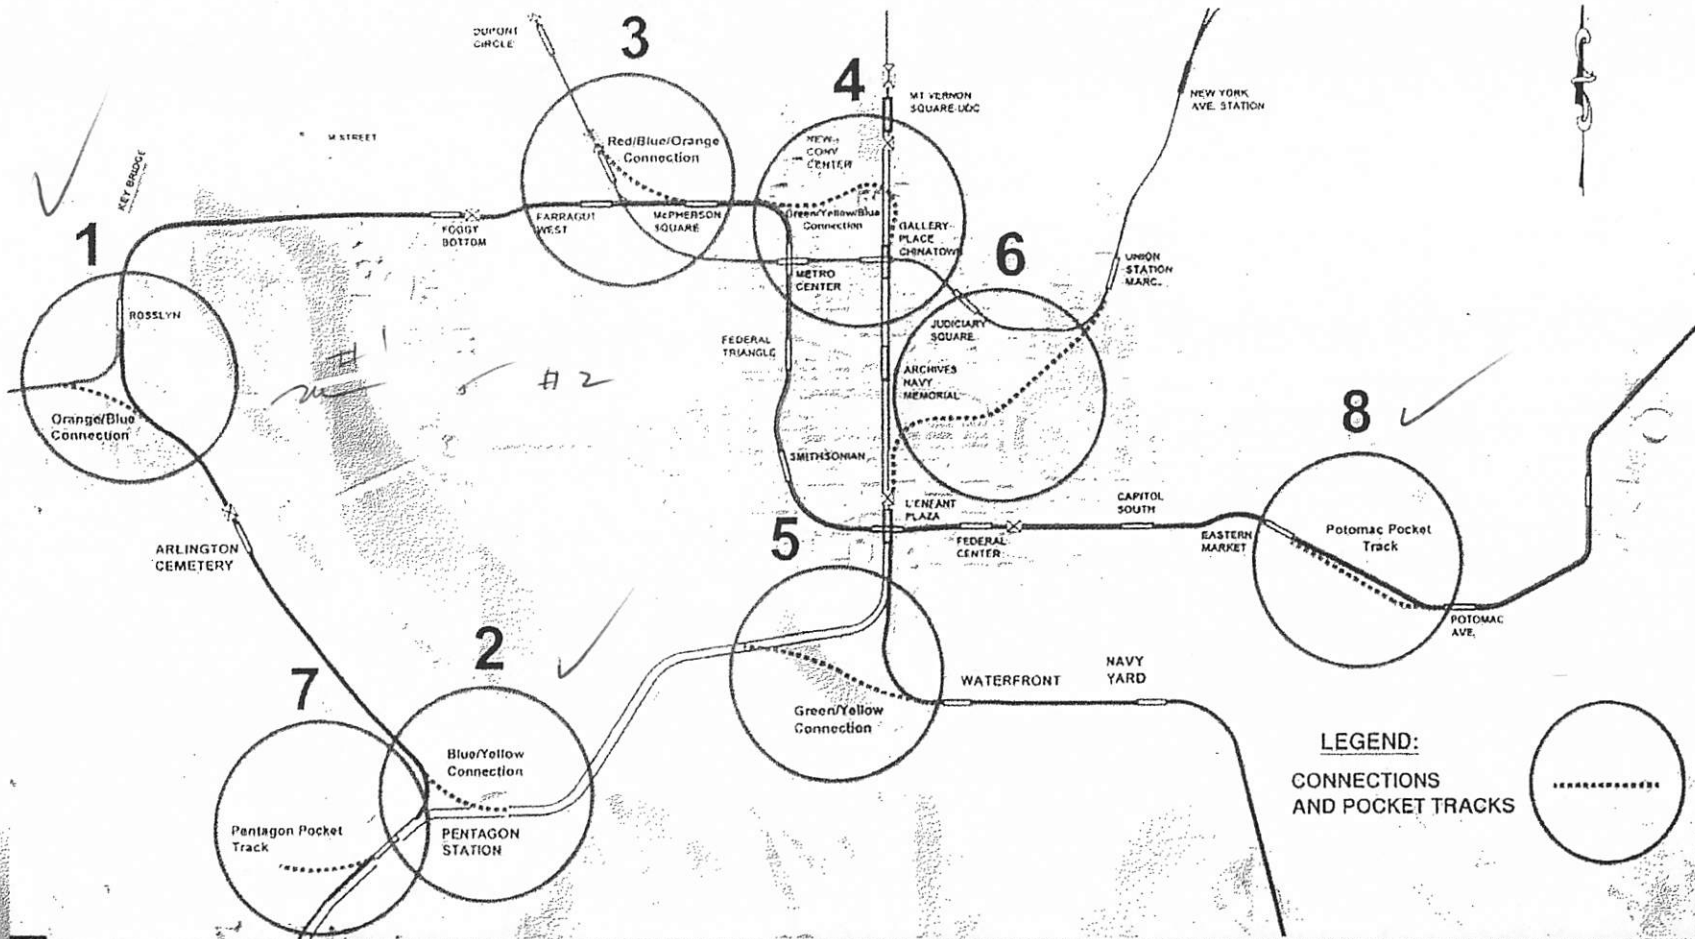 DUPONT
CIRCLE
3
4
MT VERNON
SQUARE-UDC
NEW YORK
AVE. STATION
M STREET
KEY BRIDGE
Red/Blue/Orange
Connection
NEW
CONV
CENTER
1
FOGGY
BOTTOM
FARRAGUT
WEST
McPHERSON
SQUARE
Green/Yellow/Blue
Connection
GALLERY
PLACE
CHINATOWN
6
UNION
STATION
MARC
METRO
CENTER
ROSSLYN
JUDICIARY
SQUARE
FEDERAL
TRIANGLE
# 1
# 2
ARCHIVES
NAVY
MEMORIAL
8
Orange/Blue
Connection
SMITHSONIAN
L'ENFANT
PLAZA
CAPITOL
SOUTH
5
FEDERAL
CENTER
EASTERN
MARKET
Potomac Pocket
Track
ARLINGTON
CEMETERY
POTOMAC
AVE.
2
7
WATERFRONT
NAVY
YARD
Green/Yellow
Connection
Blue/Yellow
Connection
LEGEND:
CONNECTIONS
AND POCKET TRACKS
Pentagon Pocket
Track
PENTAGON
STATION